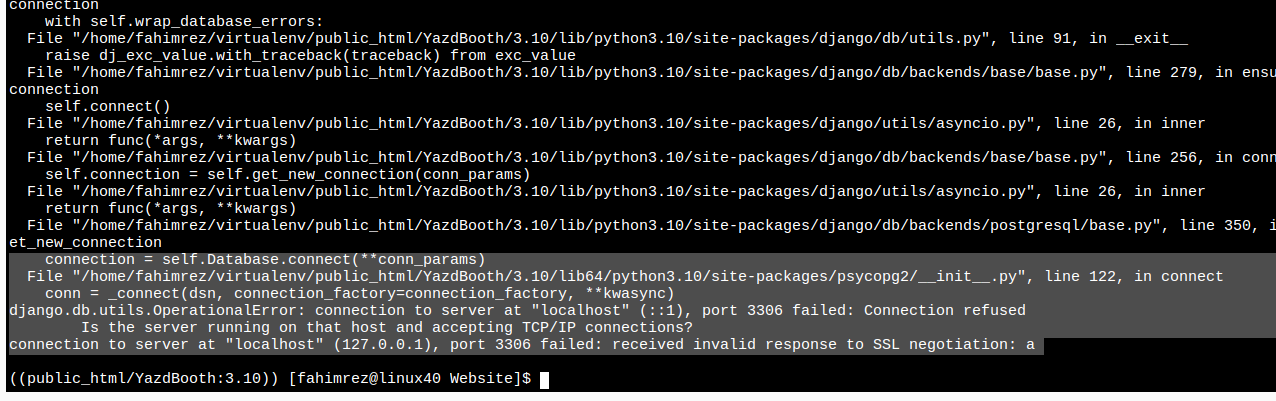 connection
    with self.wrap_database_errors:
  File "/home/fahimrez/virtualenv/public_html/YazdBooth/3.10/lib/python3.10/site-packages/django/db/utils.py", line 91, in __exit__
    raise dj_exc_value.with_traceback(traceback) from exc_value
  File "/home/fahimrez/virtualenv/public_html/YazdBooth/3.10/lib/python3.10/site-packages/django/db/backends/base/base.py", line 279, in ensu
connection
    self.connect()
  File "/home/fahimrez/virtualenv/public_html/YazdBooth/3.10/lib/python3.10/site-packages/django/utils/asyncio.py", line 26, in inner
    return func(*args, **kwargs)
  File "/home/fahimrez/virtualenv/public_html/YazdBooth/3.10/lib/python3.10/site-packages/django/db/backends/base/base.py", line 256, in conn
    self.connection = self.get_new_connection(conn_params)
  File "/home/fahimrez/virtualenv/public_html/YazdBooth/3.10/lib/python3.10/site-packages/django/utils/asyncio.py", line 26, in inner
    return func(*args, **kwargs)
  File "/home/fahimrez/virtualenv/public_html/YazdBooth/3.10/lib/python3.10/site-packages/django/db/backends/postgresql/base.py", line 350, i
et_new_connection
    connection = self.Database.connect(**conn_params)
  File "/home/fahimrez/virtualenv/public_html/YazdBooth/3.10/lib64/python3.10/site-packages/psycopg2/__init__.py", line 122, in connect
    conn = _connect(dsn, connection_factory=connection_factory, **kwasync)
django.db.utils.OperationalError: connection to server at "localhost" (::1), port 3306 failed: Connection refused
        Is the server running on that host and accepting TCP/IP connections?
connection to server at "localhost" (127.0.0.1), port 3306 failed: received invalid response to SSL negotiation: a
((public_html/YazdBooth:3.10)) [fahimrez@linux40 Website]$